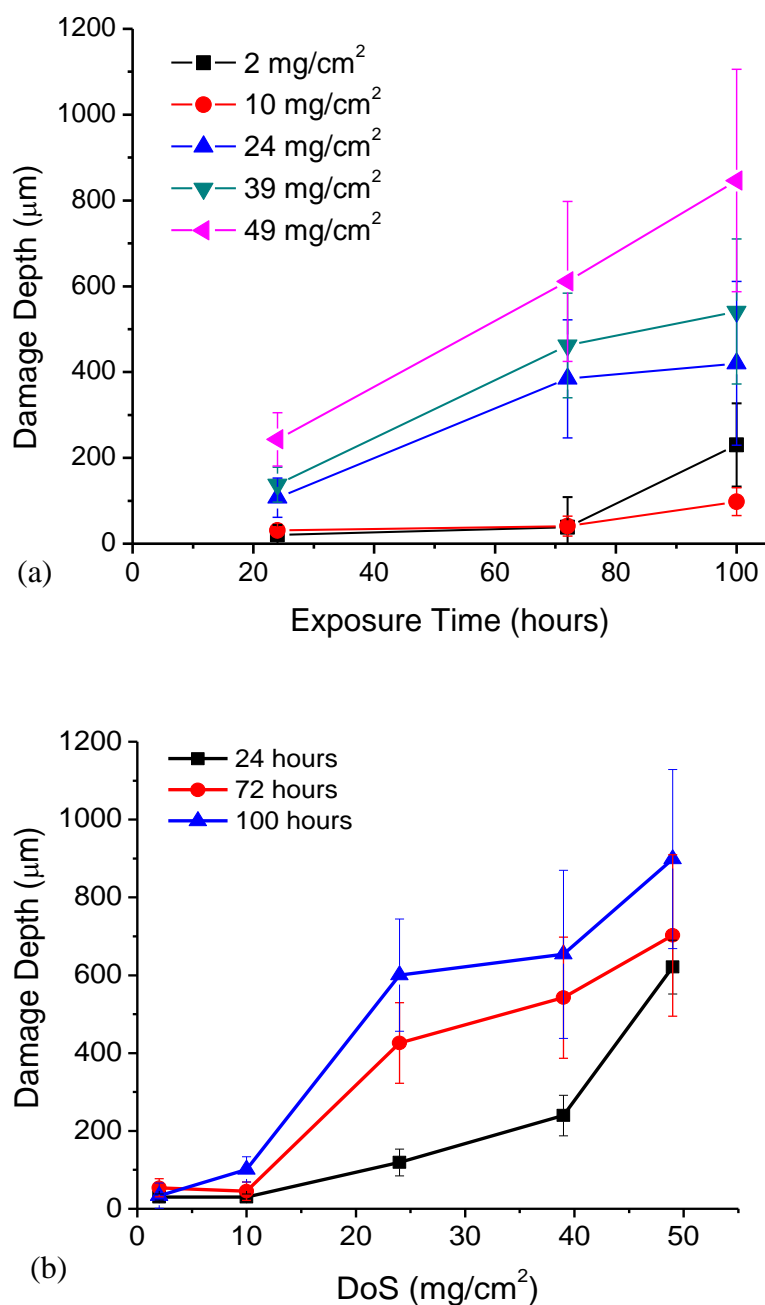 1200
1000
800
600
400
200
0
Damage Depth (μm)
2 mg/cm²
10 mg/cm²
24 mg/cm²
39 mg/cm²
49 mg/cm²
0 20 40 60 80 100
Exposure Time (hours)
(a)
1200
1000
800
600
400
200
0
Damage Depth (μm)
24 hours
72 hours
100 hours
0 10 20 30 40 50
DoS (mg/cm²)
(b)